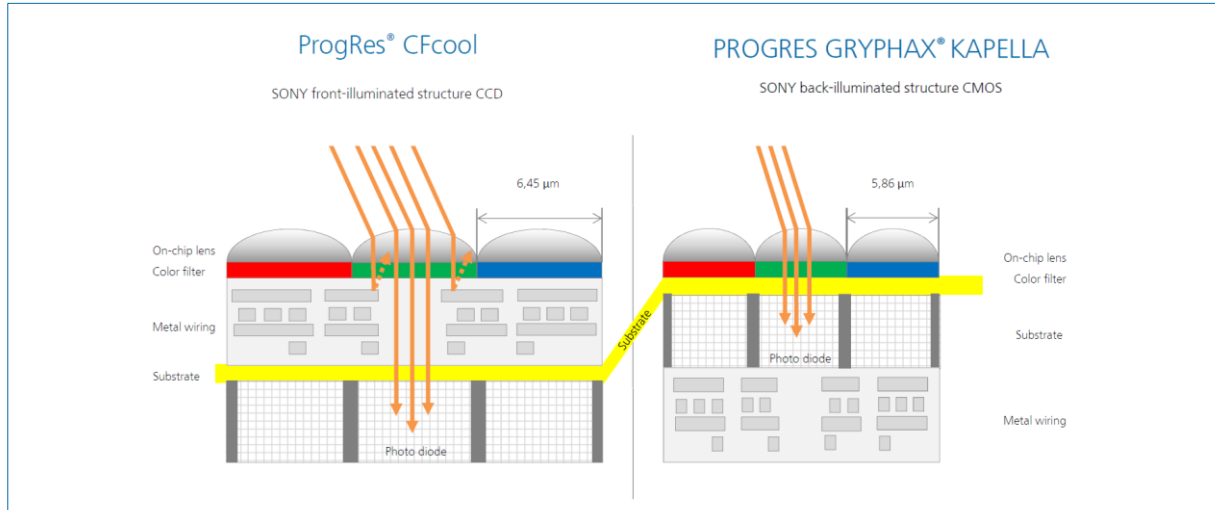 ProgRes® CFcool
SONY front-illuminated structure CCD
6,45 µm
On-chip lens
Color filter
Metal wiring
Substrate
Photo diode
Substrate
PROGRES GRYPHAX® KAPELLA
SONY back-illuminated structure CMOS
5,86 µm
On-chip lens
Color filter
Substrate
Photo diode
Metal wiring